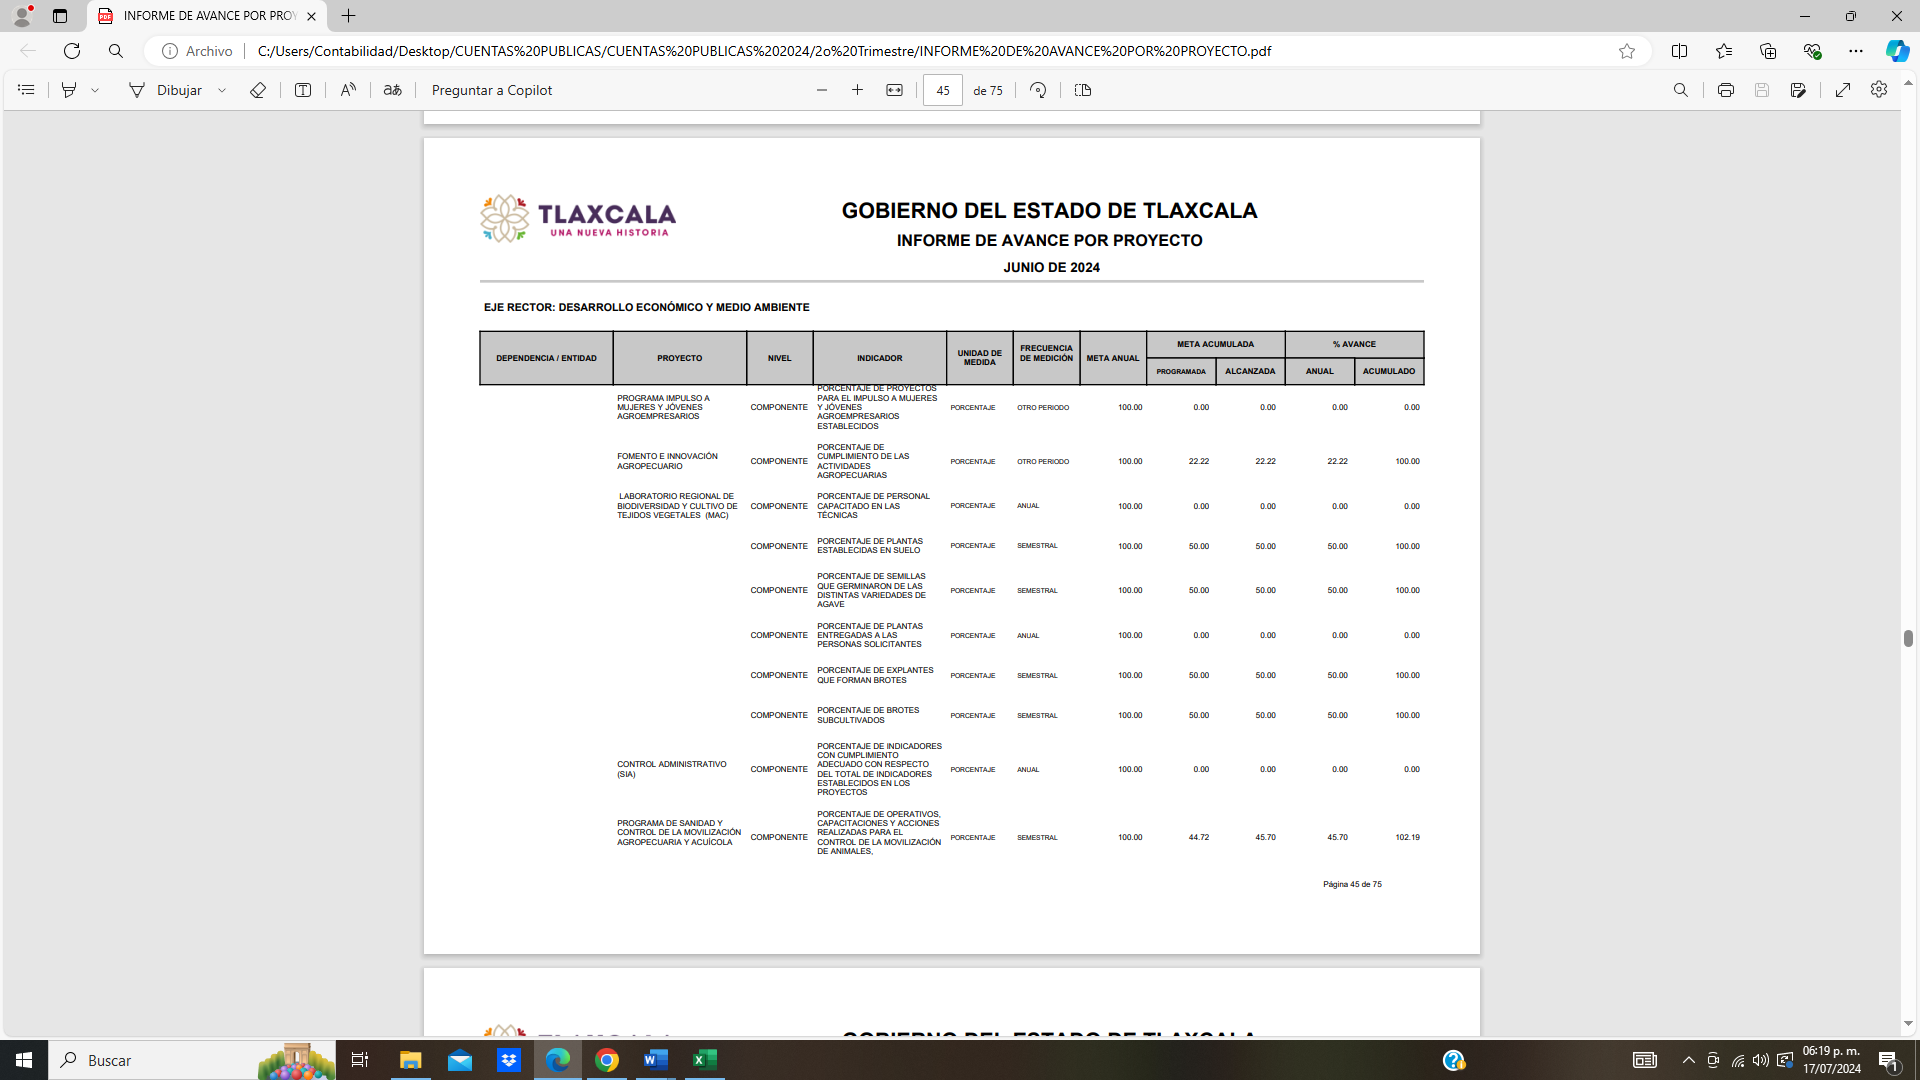 INFORME DE AVANCE POR PROY
Archivo
C:/Users/Contabilidad/Desktop/CUENTAS%20PUBLICAS/CUENTAS%20PUBLICAS%202024/2o%20Trimestre/INFORME%20DE%20AVANCE%20POR%20PROYECTO.pdf
Dibujar
aあ
Preguntar a Copilot
45 de 75
TLAXCALA
UNA NUEVA HISTORIA
GOBIERNO DEL ESTADO DE TLAXCALA
INFORME DE AVANCE POR PROYECTO
JUNIO DE 2024
EJE RECTOR: DESARROLLO ECONÓMICO Y MEDIO AMBIENTE
DEPENDENCIA / ENTIDAD
PROYECTO
NIVEL
INDICADOR
UNIDAD DE
MEDIDA
FRECUENCIA
DE MEDICIÓN
META ANUAL
META ACUMULADA
PROGRAMADA
ALCANZADA
% AVANCE
ANUAL
ACUMULADO
PROGRAMA IMPULSO A
MUJERES Y JÓVENES
AGROEMPRESARIOS
COMPONENTE
PORCENTAJE DE PROYECTOS
PARA EL IMPULSO A MUJERES
Y JÓVENES
AGROEMPRESARIOS
ESTABLECIDOS
PORCENTAJE
OTRO PERIODO
100.00
0.00
0.00
0.00
0.00
FOMENTO E INNOVACIÓN
AGROPECUARIO
COMPONENTE
PORCENTAJE DE
CUMPLIMIENTO DE LAS
ACTIVIDADES
AGROPECUARIAS
PORCENTAJE
OTRO PERIODO
100.00
22.22
22.22
22.22
100.00
LABORATORIO REGIONAL DE
BIODIVERSIDAD Y CULTIVO DE
TEJIDOS VEGETALES (MAC)
COMPONENTE
PORCENTAJE DE PERSONAL
CAPACITADO EN LAS
TÉCNICAS
PORCENTAJE
ANUAL
100.00
0.00
0.00
0.00
0.00
COMPONENTE
PORCENTAJE DE PLANTAS
ESTABLECIDAS EN SUELO
PORCENTAJE
SEMESTRAL
100.00
50.00
50.00
50.00
100.00
COMPONENTE
PORCENTAJE DE SEMILLAS
QUE GERMINARON DE LAS
DISTINTAS VARIEDADES DE
AGAVE
PORCENTAJE
SEMESTRAL
100.00
50.00
50.00
50.00
100.00
COMPONENTE
PORCENTAJE DE PLANTAS
ENTREGADAS A LAS
PERSONAS SOLICITANTES
PORCENTAJE
ANUAL
100.00
0.00
0.00
0.00
0.00
COMPONENTE
PORCENTAJE DE EXPLANTES
QUE FORMAN BROTES
PORCENTAJE
SEMESTRAL
100.00
50.00
50.00
50.00
100.00
COMPONENTE
PORCENTAJE DE BROTES
SUBCULTIVADOS
PORCENTAJE
SEMESTRAL
100.00
50.00
50.00
50.00
100.00
CONTROL ADMINISTRATIVO
(SIA)
COMPONENTE
PORCENTAJE DE INDICADORES
CON CUMPLIMIENTO
ADECUADO CON RESPECTO
DEL TOTAL DE INDICADORES
ESTABLECIDOS EN LOS
PROYECTOS
PORCENTAJE
ANUAL
100.00
0.00
0.00
0.00
0.00
PROGRAMA DE SANIDAD Y
CONTROL DE LA MOVILIZACIÓN
AGROPECUARIA Y ACUÍCOLA
COMPONENTE
PORCENTAJE DE OPERATIVOS,
CAPACITACIONES Y ACCIONES
REALIZADAS PARA EL
CONTROL DE LA MOVILIZACIÓN
DE ANIMALES,
PORCENTAJE
SEMESTRAL
100.00
44.72
45.70
45.70
102.19
Página 45 de 75
GOBIERNO DEL ESTADO DE TLAXCALA
Buscar
06:19 p. m.
17/07/2024
1